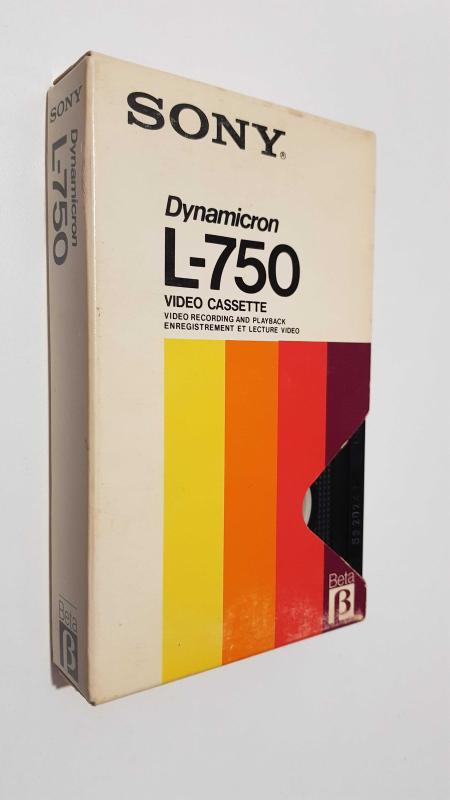 SONY®
Dynamicron
L-750
VIDEO CASSETTE
VIDEO RECORDING AND PLAYBACK
ENREGISTREMENT ET LECTURE VIDEO
Beta
β
SONY
Dynamicron
L-750
Beta
β